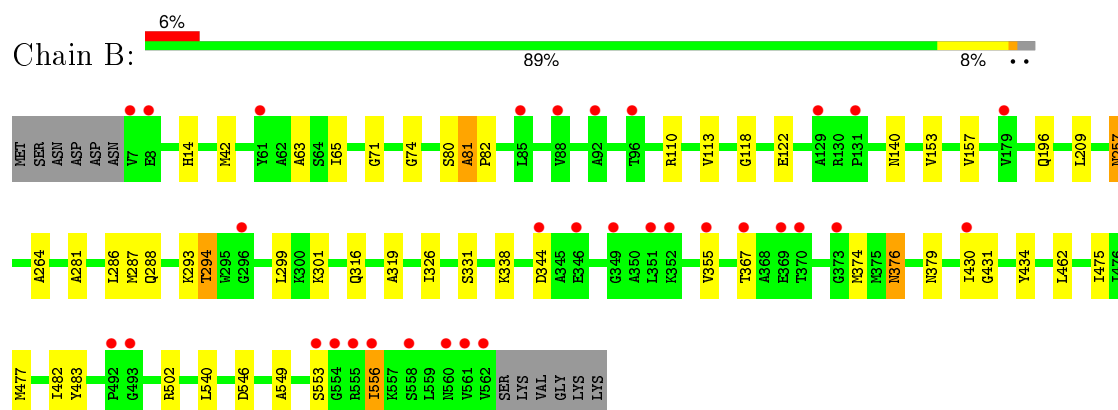 6%
Chain B:
89% 8% • •
MET SER ASN ASP ASP ASN V7 E8 H14 M42 Y61 A62 A63 S64 I65 G71 G74 S80 A81 P82 L85 V88 A92 T96 R110 V113 G118 E122 A129 R130 P131 N140 V153 V157 V179 Q196 L209 N257
A264 A281 L286 M287 Q288 K293 T294 W295 G296 L299 K300 K301 Q316 A319 I326 S331 K338 D344 A345 E346 G349 A350 L351 K352 V355 T367 A368 E369 T370 G373 M374 M375 N376 N379 I430 G431 Y434 L462 I475 I476
M477 I482 Y483 P492 G493 R502 L540 D546 A549 S553 G554 R555 I556 K557 S558 L559 N560 V561 V562 SER LYS VAL GLY LYS LYS